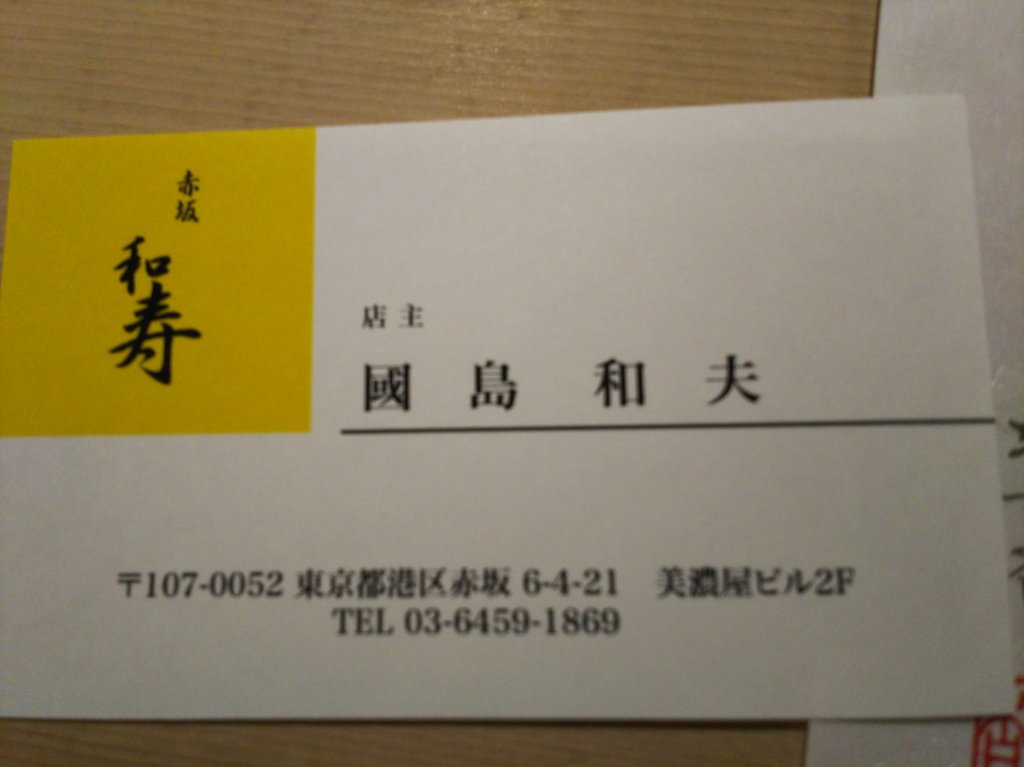 赤坂
和寿
店主
國島 和夫
〒107-0052 東京都港区赤坂 6-4-21 美濃屋ビル2F
TEL 03-6459-1869